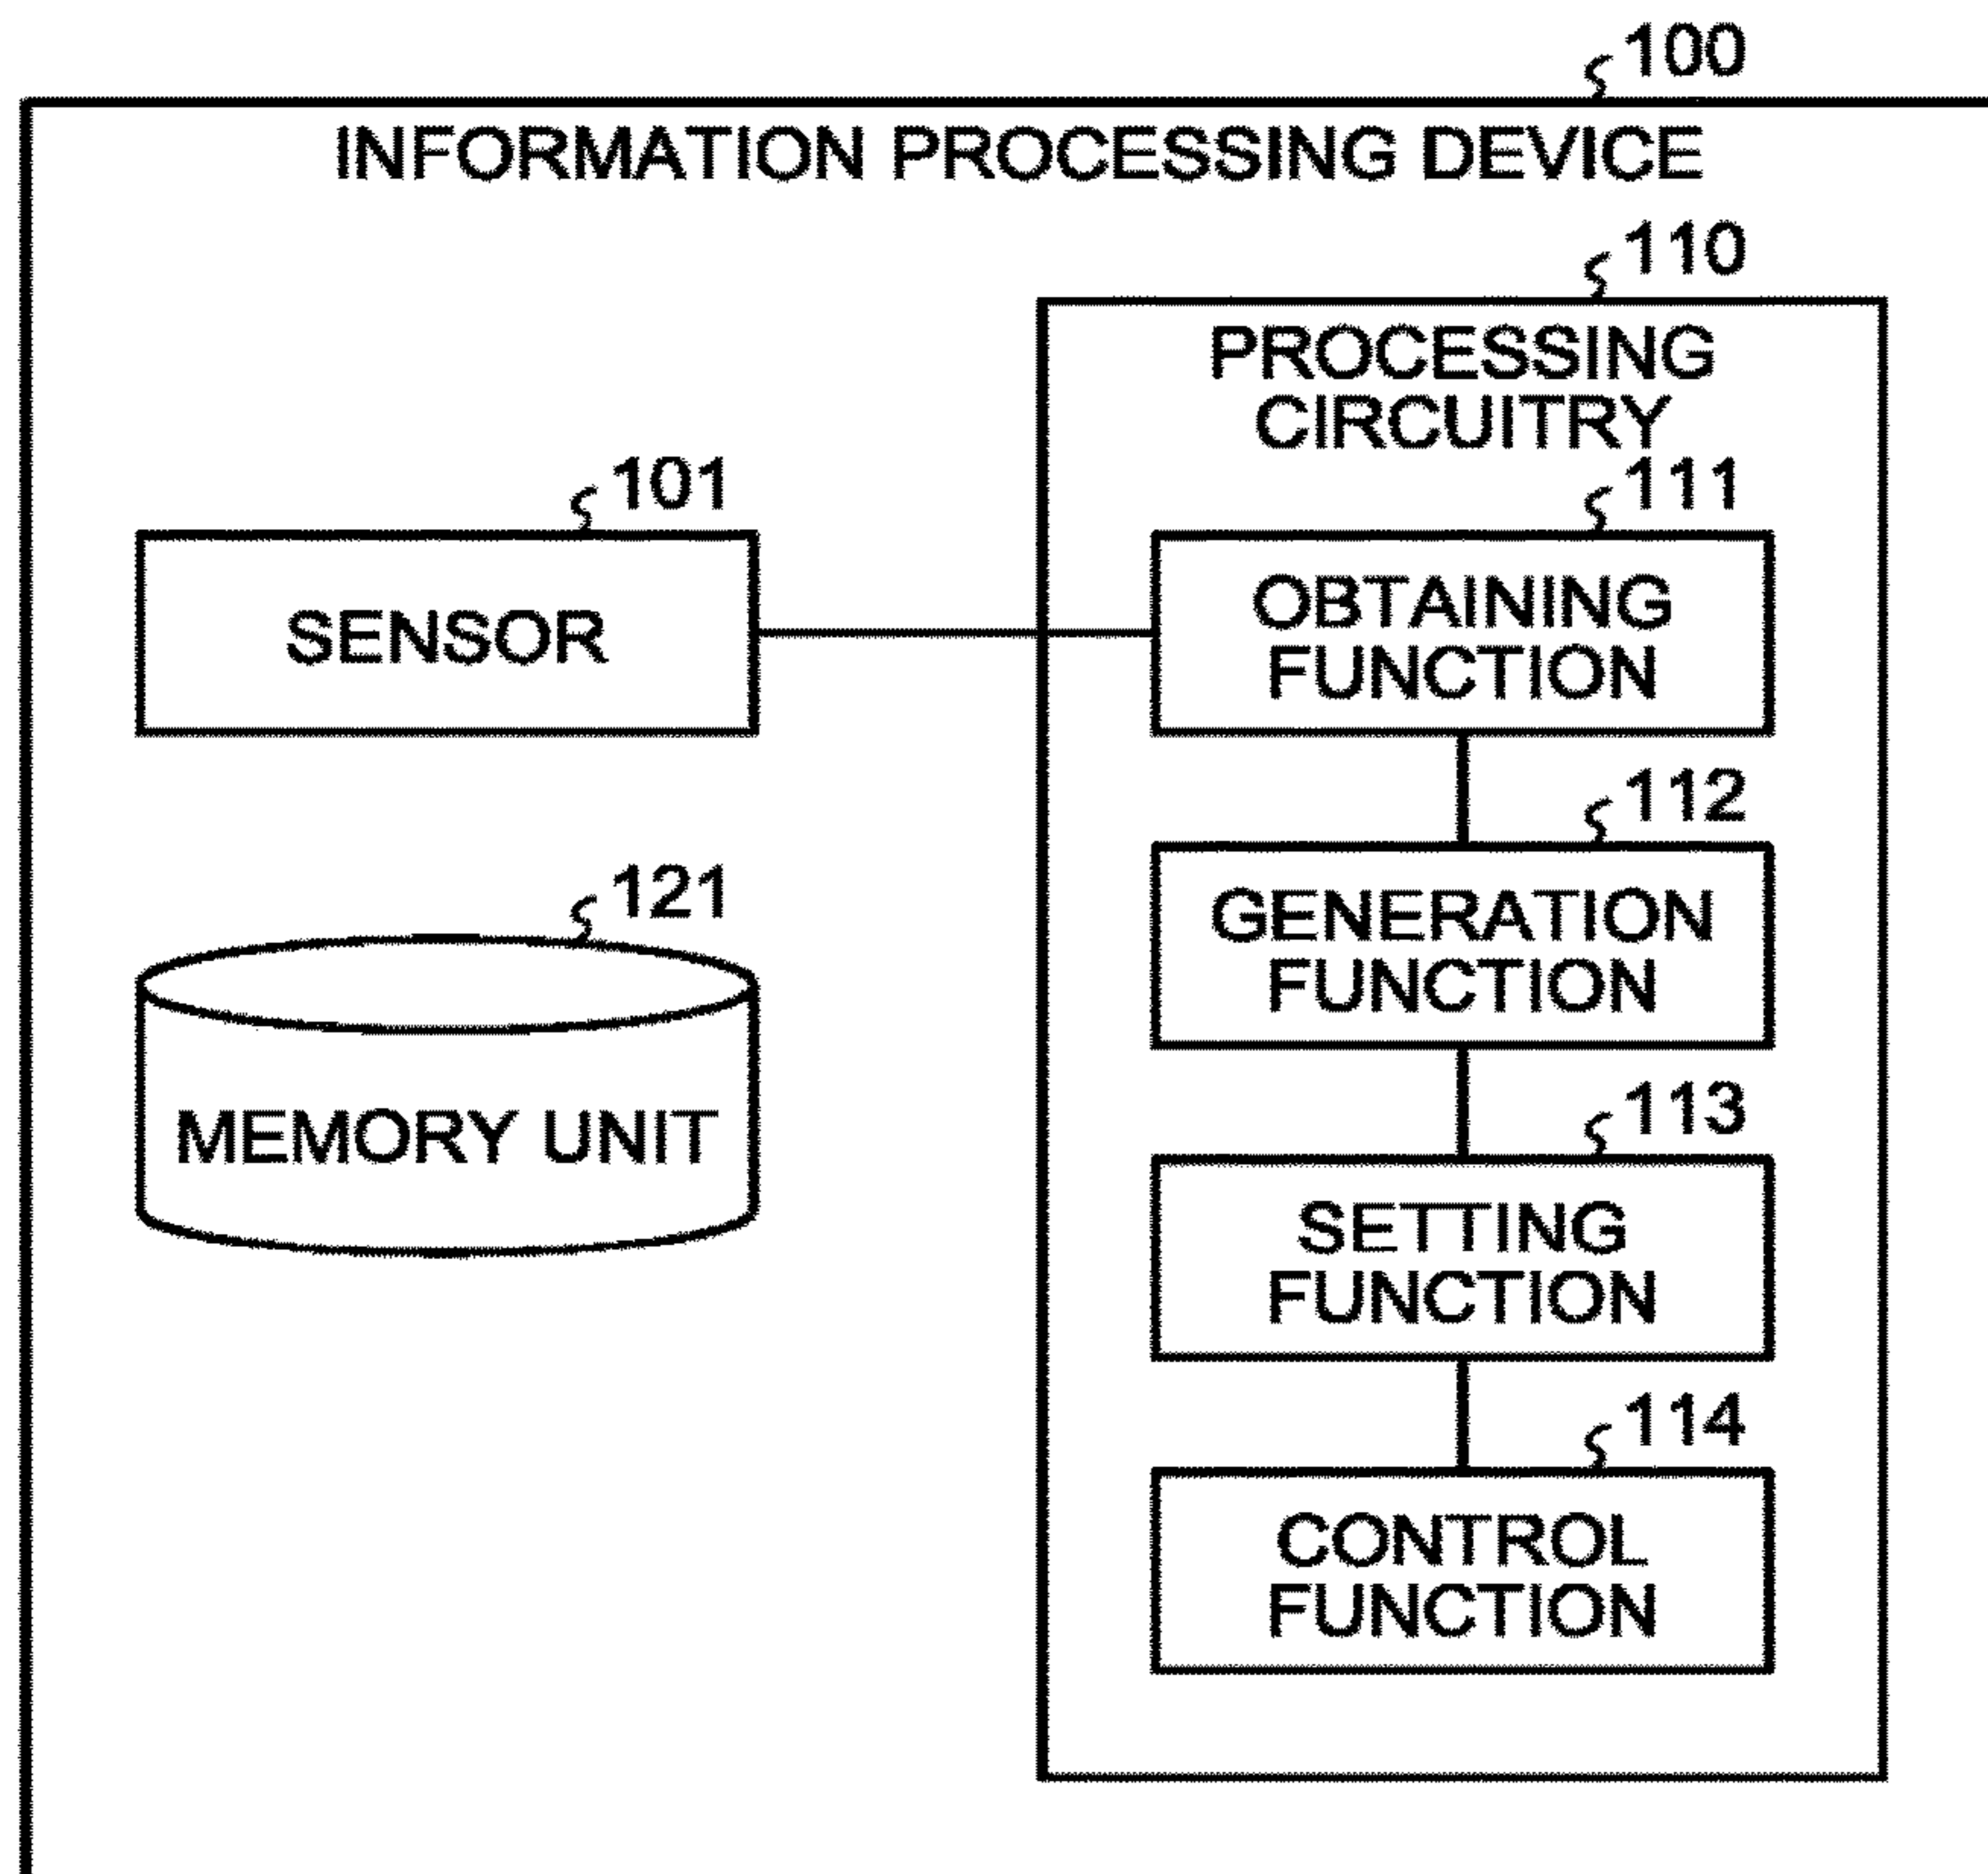 100
INFORMATION PROCESSING DEVICE
110
PROCESSING
CIRCUITRY
101
SENSOR
111
OBTAINING
FUNCTION
121
MEMORY UNIT
112
GENERATION
FUNCTION
113
SETTING
FUNCTION
114
CONTROL
FUNCTION